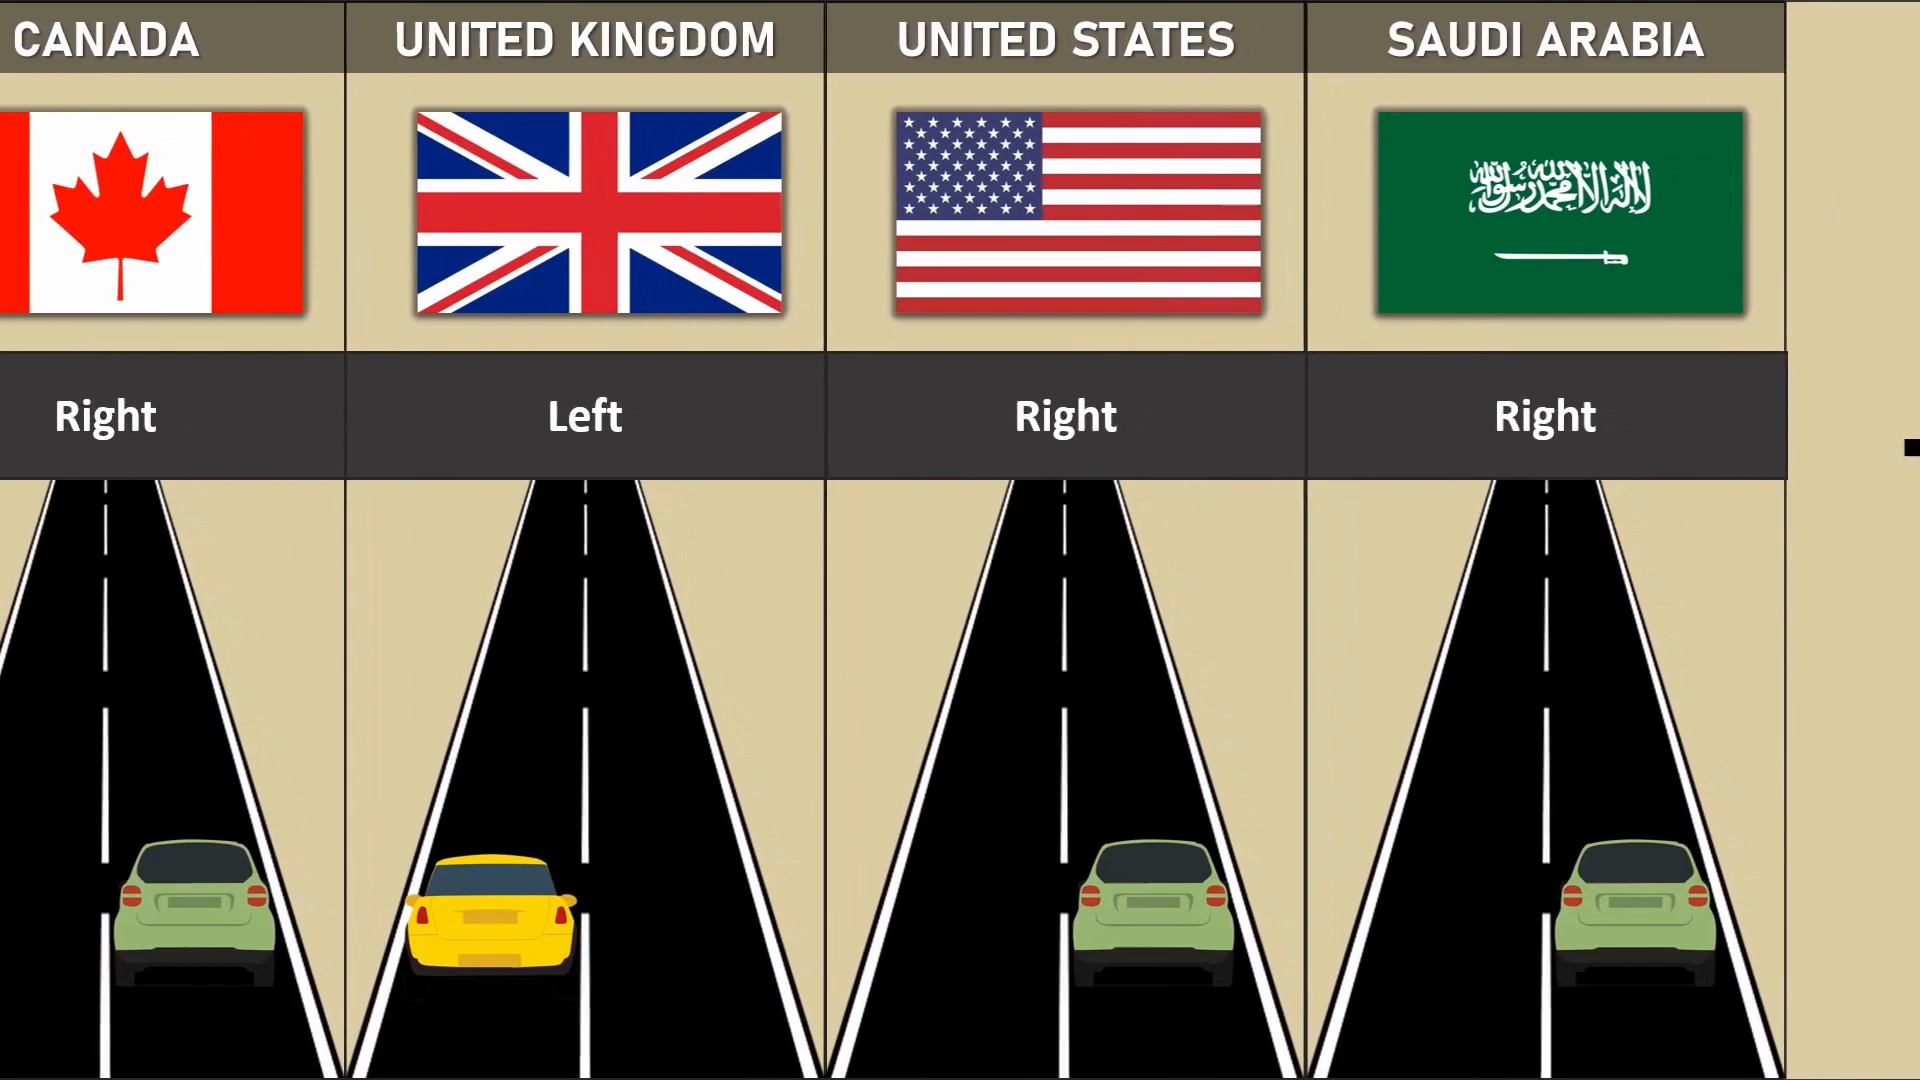 CANADA
UNITED KINGDOM
UNITED STATES
SAUDI ARABIA
لا إله إلا الله محمد رسول الله
Right
Left
Right
Right